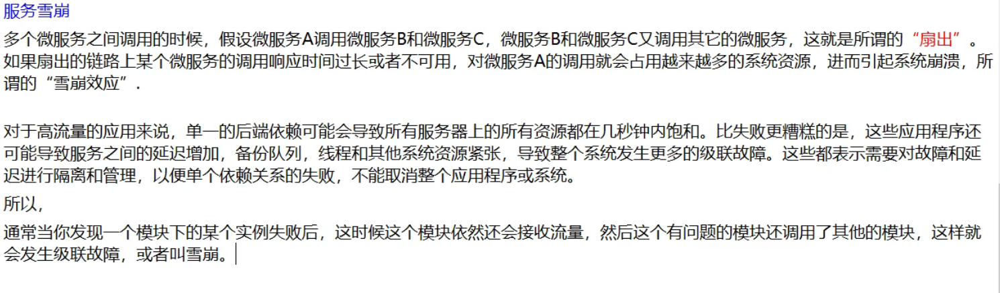 服务雪崩
多个微服务之间调用的时候，假设微服务A调用微服务B和微服务C，微服务B和微服务C又调用其它的微服务，这就是所谓的“扇出”。
如果扇出的链路上某个微服务的调用响应时间过长或者不可用，对微服务A的调用就会占用越来越多的系统资源，进而引起系统崩溃，所
谓的“雪崩效应”.
对于高流量的应用来说，单一的后端依赖可能会导致所有服务器上的所有资源都在几秒钟内饱和。比失败更糟糕的是，这些应用程序还
可能导致服务之间的延迟增加，备份队列，线程和其他系统资源紧张，导致整个系统发生更多的级联故障。这些都表示需要对故障和延
迟进行隔离和管理，以便单个依赖关系的失败，不能取消整个应用程序或系统。
所以，
通常当你发现一个模块下的某个实例失败后，这时候这个模块依然还会接收流量，然后这个有问题的模块还调用了其他的模块，这样就
会发生级联故障，或者叫雪崩。